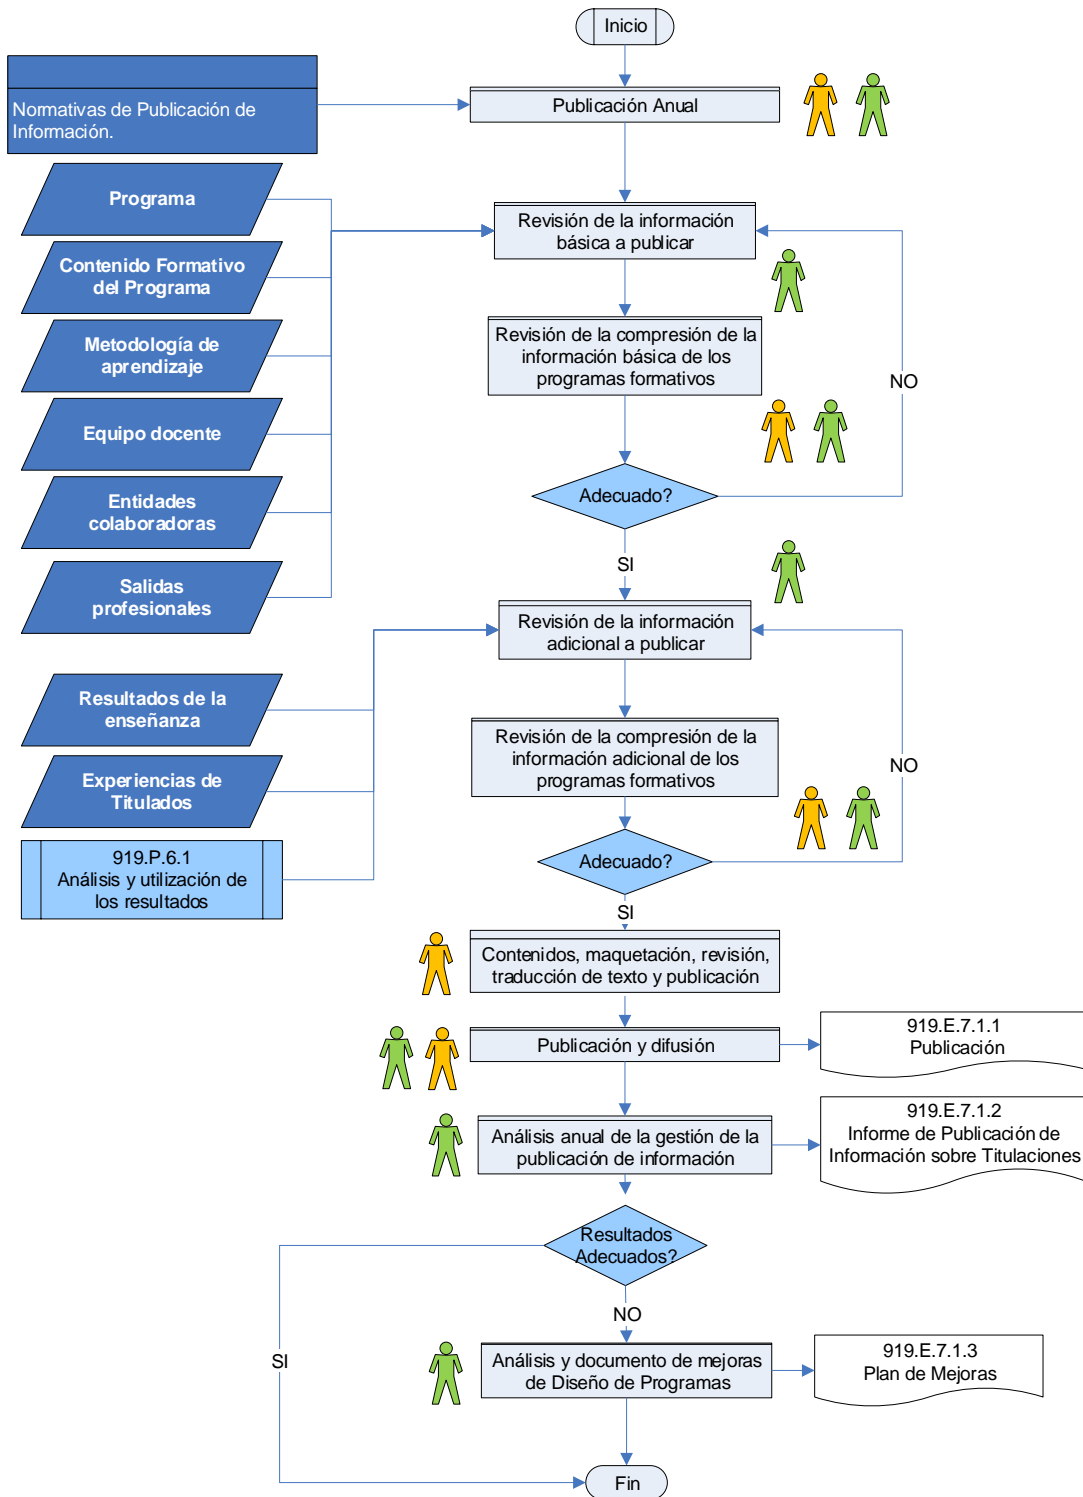 Inicio
Normativas de Publicación de
Información.
Publicación Anual
Programa
Revisión de la información
básica a publicar
Contenido Formativo
del Programa
Revisión de la compresión de la
información básica de los
programas formativos
Metodología de
aprendizaje
NO
Equipo docente
Adecuado?
Entidades
colaboradoras
SI
Salidas
profesionales
Revisión de la información
adicional a publicar
Resultados de la
enseñanza
Revisión de la compresión de la
información adicional de los
programas formativos
NO
Experiencias de
Titulados
919.P.6.1
Análisis y utilización de
los resultados
Adecuado?
SI
Contenidos, maquetación, revisión,
traducción de texto y publicación
Publicación y difusión
919.E.7.1.1
Publicación
Análisis anual de la gestión de la
publicación de información
919.E.7.1.2
Informe de Publicación de
Información sobre Titulaciones
Resultados
Adecuados?
NO
SI
Análisis y documento de mejoras
de Diseño de Programas
919.E.7.1.3
Plan de Mejoras
Fin